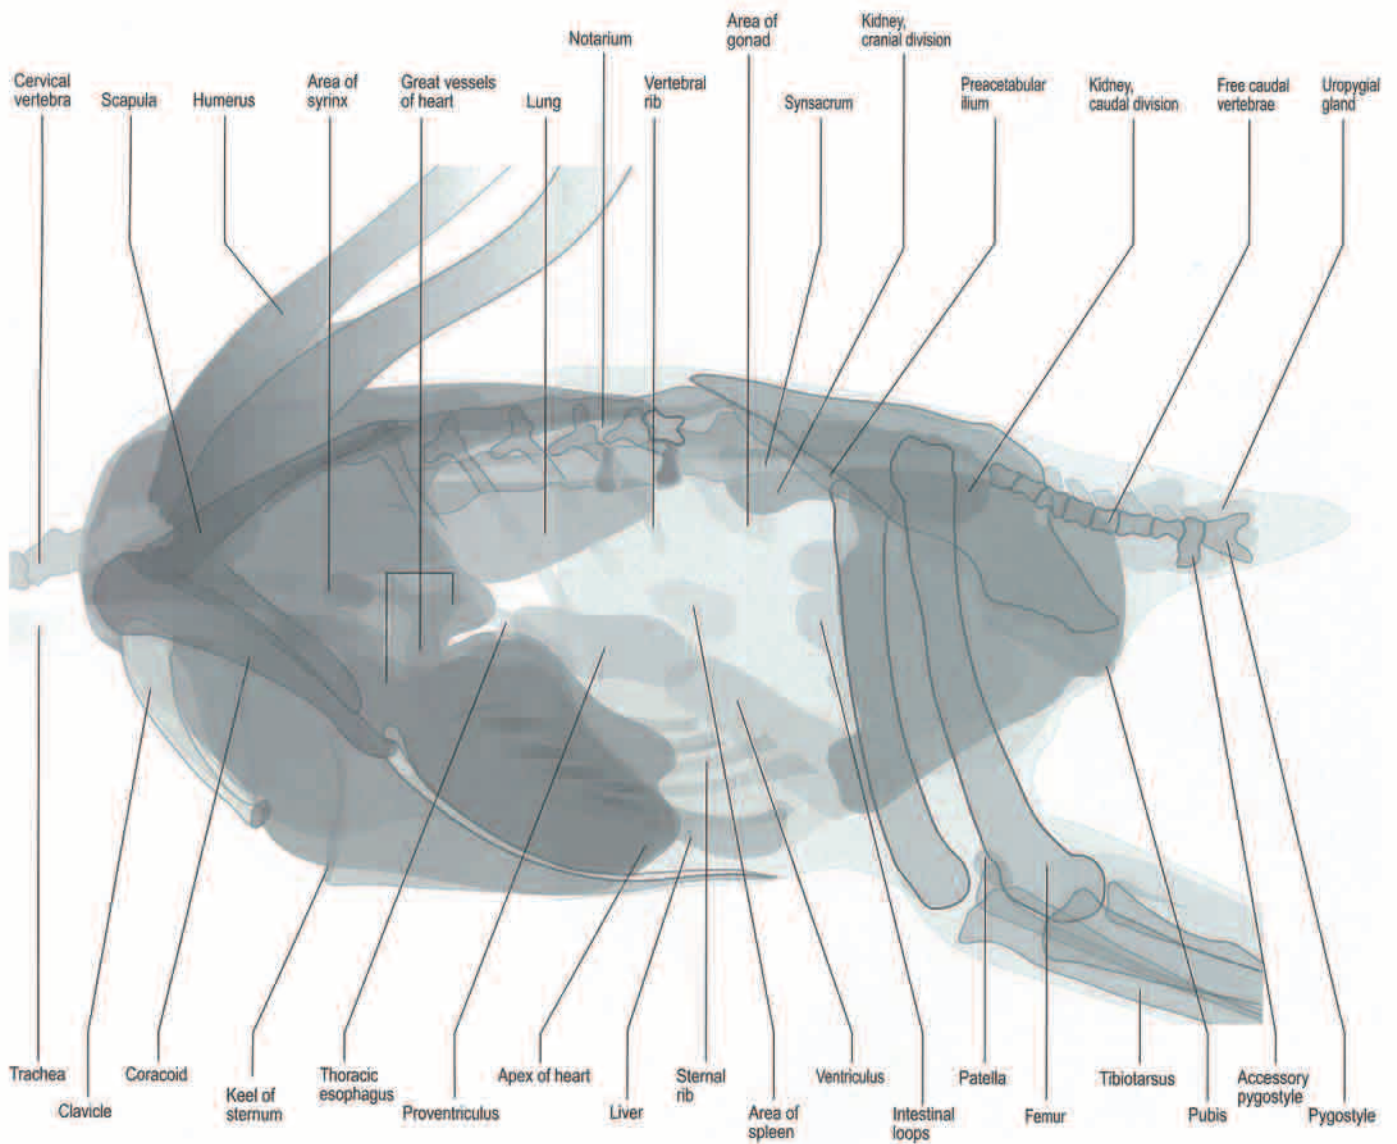 Cervical
vertebra
Scapula
Humerus
Area of
syrinx
Great vessels
of heart
Lung
Notarium
Vertebral
rib
Area of
gonad
Synsacrum
Kidney,
cranial division
Preacetabular
ilium
Kidney,
caudal division
Free caudal
vertebrae
Uropygial
gland
Trachea
Clavicle
Coracoid
Keel of
sternum
Thoracic
esophagus
Proventriculus
Apex of heart
Liver
Sternal
rib
Area of
spleen
Ventriculus
Intestinal
loops
Patella
Femur
Tibiotarsus
Pubis
Accessory
pygostyle
Pygostyle